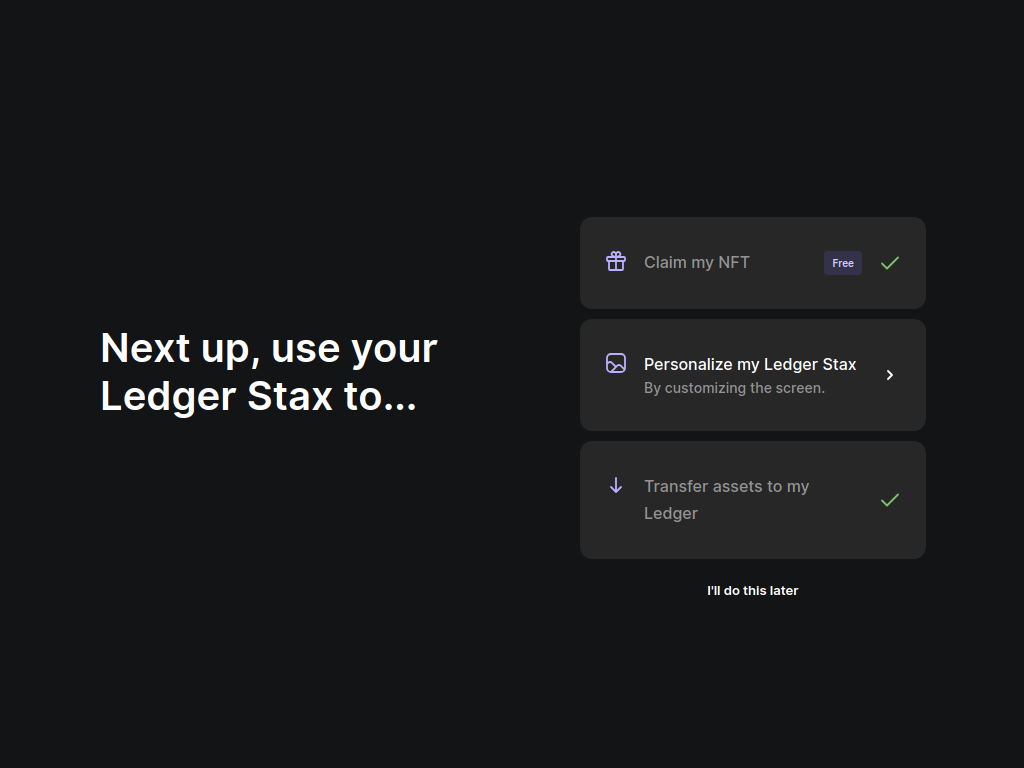 Next up, use your
Ledger Stax to...
Claim my NFT
Free
Personalize my Ledger Stax
By customizing the screen.
Transfer assets to my
Ledger
I'll do this later